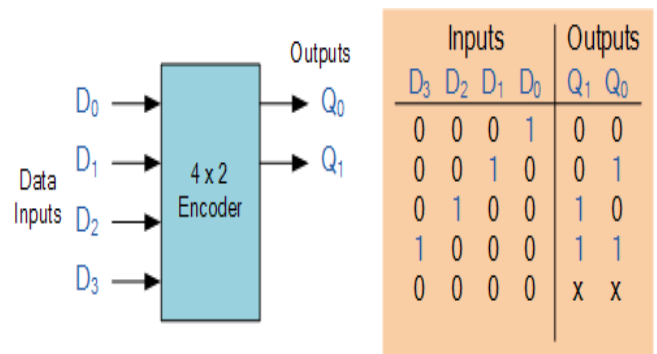 Outputs
D₀ Q₀
D₁ Q₁
Data
Inputs
4 x 2
Encoder
D₂
D₃
Inputs Outputs
D₃ D₂ D₁ D₀ Q₁ Q₀
0 0 0 1 0 0
0 0 1 0 0 1
0 1 0 0 1 0
1 0 0 0 1 1
0 0 0 0 x x